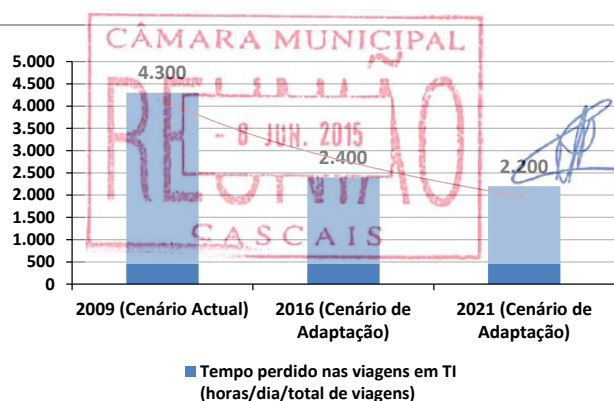 CÂMARA MUNICIPAL
REUNIÃO
- 8 JUN. 2015
CASCAIS
5.000
4.500
4.000
3.500
3.000
2.500
2.000
1.500
1.000
500
0
4.300
2.400
2.200
2009 (Cenário Actual)
2016 (Cenário de
Adaptação)
2021 (Cenário de
Adaptação)
Tempo perdido nas viagens em TI
(horas/dia/total de viagens)